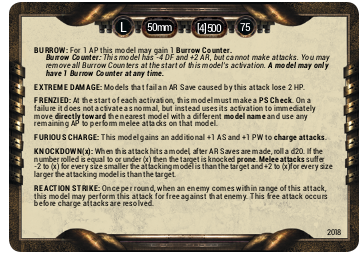 L 50mm [4]500 75
BURROW: For 1 AP this model may gain 1 Burrow Counter.
Burrow Counter: This model has -4 DF and +2 AR, but cannot make attacks. You may
remove all Burrow Counters at the start of this model's activation. A model may only
have 1 Burrow Counter at any time.
EXTREME DAMAGE: Models that fail an AR Save caused by this attack lose 2 HP.
FRENZIED: At the start of each activation, this model must make a PS Check. On a
failure it does not activate as normal, but instead uses its activation to immediately
move directly toward the nearest model with a different model name and use any
remaining AP to perform melee attacks on that model.
FURIOUS CHARGE: This model gains an additional +1 AS and +1 PW to charge attacks.
KNOCKDOWN(x): When this attack hits a model, after AR Saves are made, roll a d20. If the
number rolled is equal to or under (x) then the target is knocked prone. Melee attacks suffer
-2 to (x) for every size smaller the attacking model is than the target and +2 to (x) for every size
larger the attacking model is than the target.
REACTION STRIKE: Once per round, when an enemy comes within range of this attack,
this model may perform this attack for free against that enemy. This free attack occurs
before charge attacks are resolved.
2018